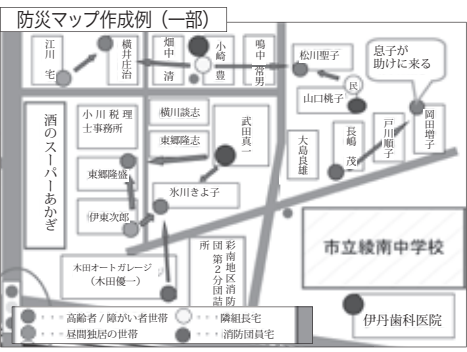 防災マップ作成例（一部）
江川 宅
横井庄治
畑中 清
小崎 豊
鳴中 常男
松川聖子
息子が
助けに来る
民
山口桃子
岡田増子
戸川順子
長嶋 茂
大島良雄
酒のスーパーあかぎ
小川税理
士事務所
横川談志
東郷隆志
武田真一
東郷隆盛
氷川きよ子
伊東次郎
木田オートガレージ
（木田優一）
彩南地区消防
団第２分団詰
所
市立綾南中学校
伊丹歯科医院
・・・高齢者/障がい者世帯
・・・隣組長宅
・・・昼間独居の世帯
・・・消防団員宅